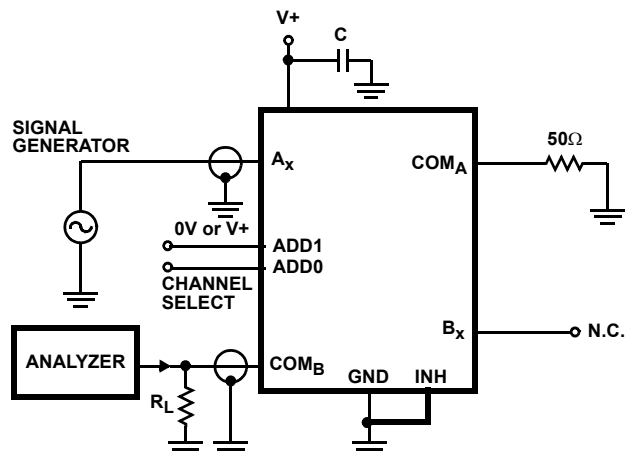 V+
C
SIGNAL
GENERATOR
Ax
COMA
50Ω
0V or V+
ADD1
ADD0
CHANNEL
SELECT
Bx
N.C.
ANALYZER
COMB
RL
GND
INH